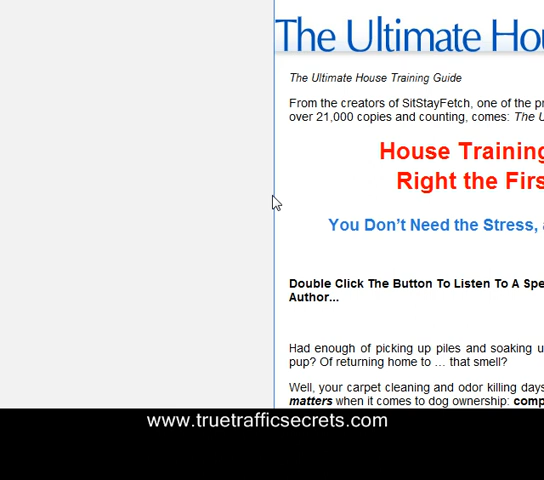 The Ultimate Ho
The Ultimate House Training Guide
From the creators of SitStayFetch, one of the p
over 21,000 copies and counting, comes: The U
House Training
Right the Firs
You Don't Need the Stress,
Double Click The Button To Listen To A Spe
Author...
Had enough of picking up piles and soaking u
pup? Of returning home to … that smell?
Well, your carpet cleaning and odor killing days
matters when it comes to dog ownership: comp
www.truetrafficsecrets.com